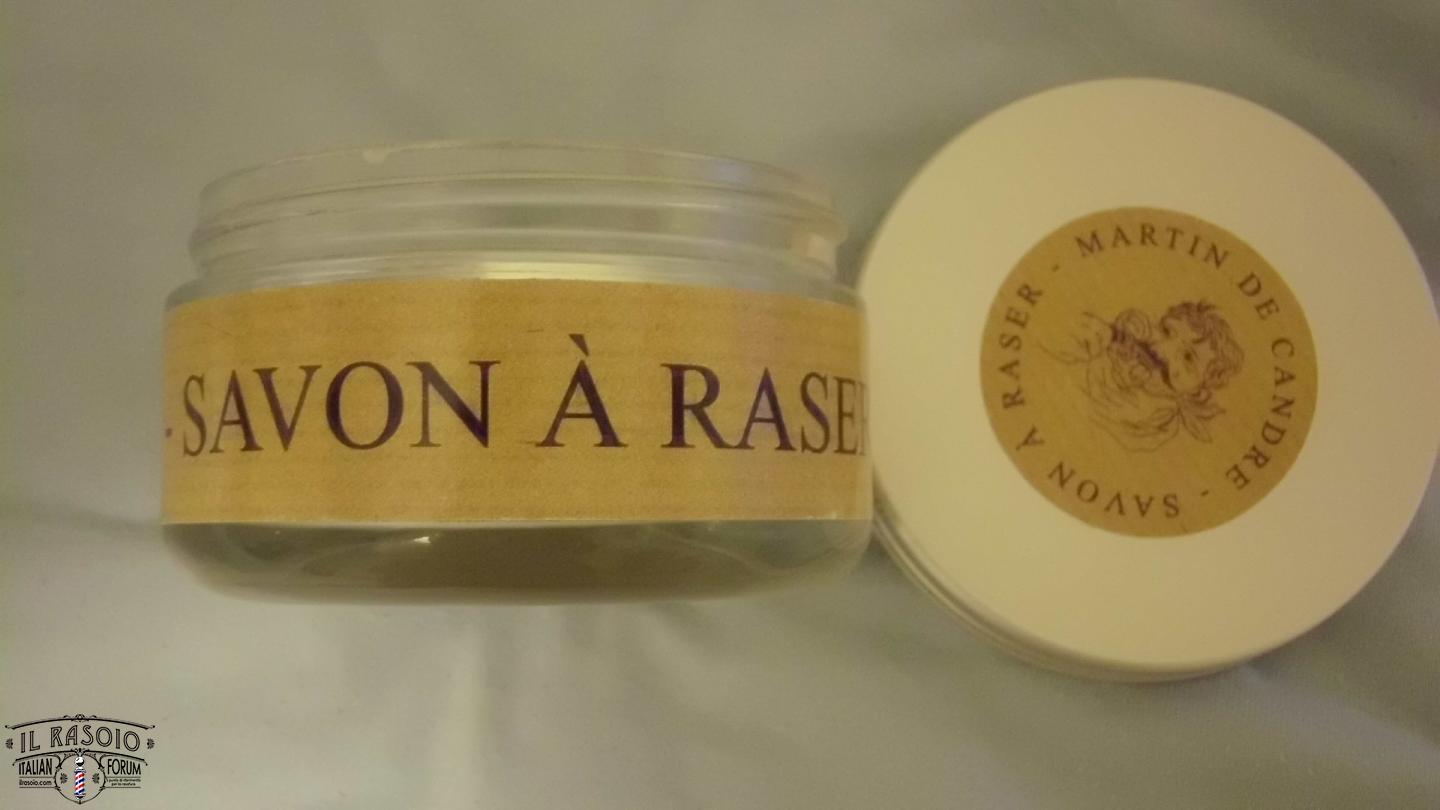 - SAVON À RASER
MARTIN DE CANDRE - SAVON À RASER -
IL RASOIO
ITALIAN FORUM
ilrasoio.com